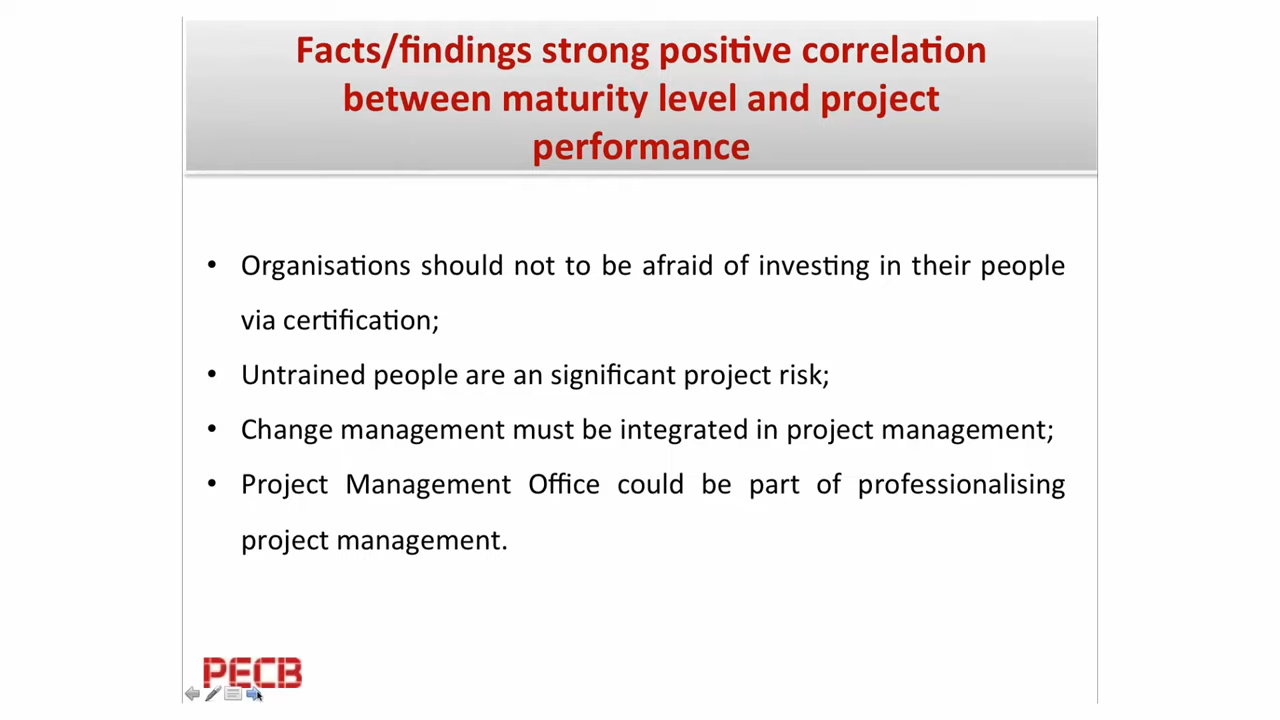 Facts/findings strong positive correlation
between maturity level and project
performance
• Organisations should not to be afraid of investing in their people
via certification;
• Untrained people are an significant project risk;
• Change management must be integrated in project management;
• Project Management Office could be part of professionalising
project management.
PECB